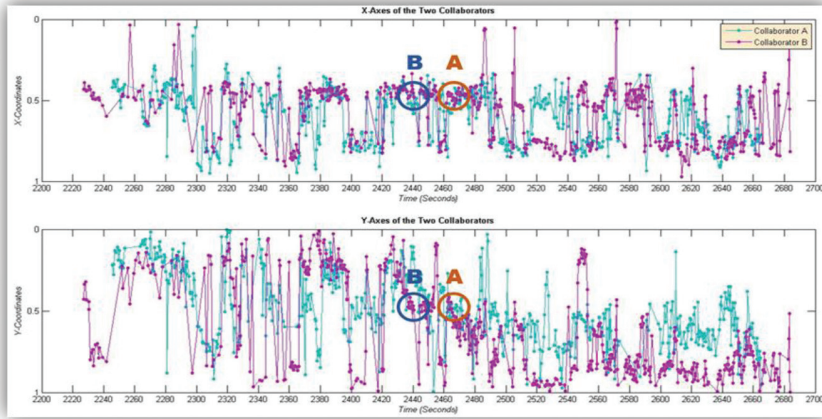 X-Axes of the Two Collaborators
0
0.5
1
X-Coordinates
Collaborator A
Collaborator B
B A
2200 2220 2240 2260 2280 2300 2320 2340 2360 2380 2400 2420 2440 2460 2480 2500 2520 2540 2560 2580 2600 2620 2640 2660 2680 2700
Time (Seconds)
Y-Axes of the Two Collaborators
0
0.5
1
Y-Coordinates
B A
2200 2220 2240 2260 2280 2300 2320 2340 2360 2380 2400 2420 2440 2460 2480 2500 2520 2540 2560 2580 2600 2620 2640 2660 2680 2700
Time (Seconds)